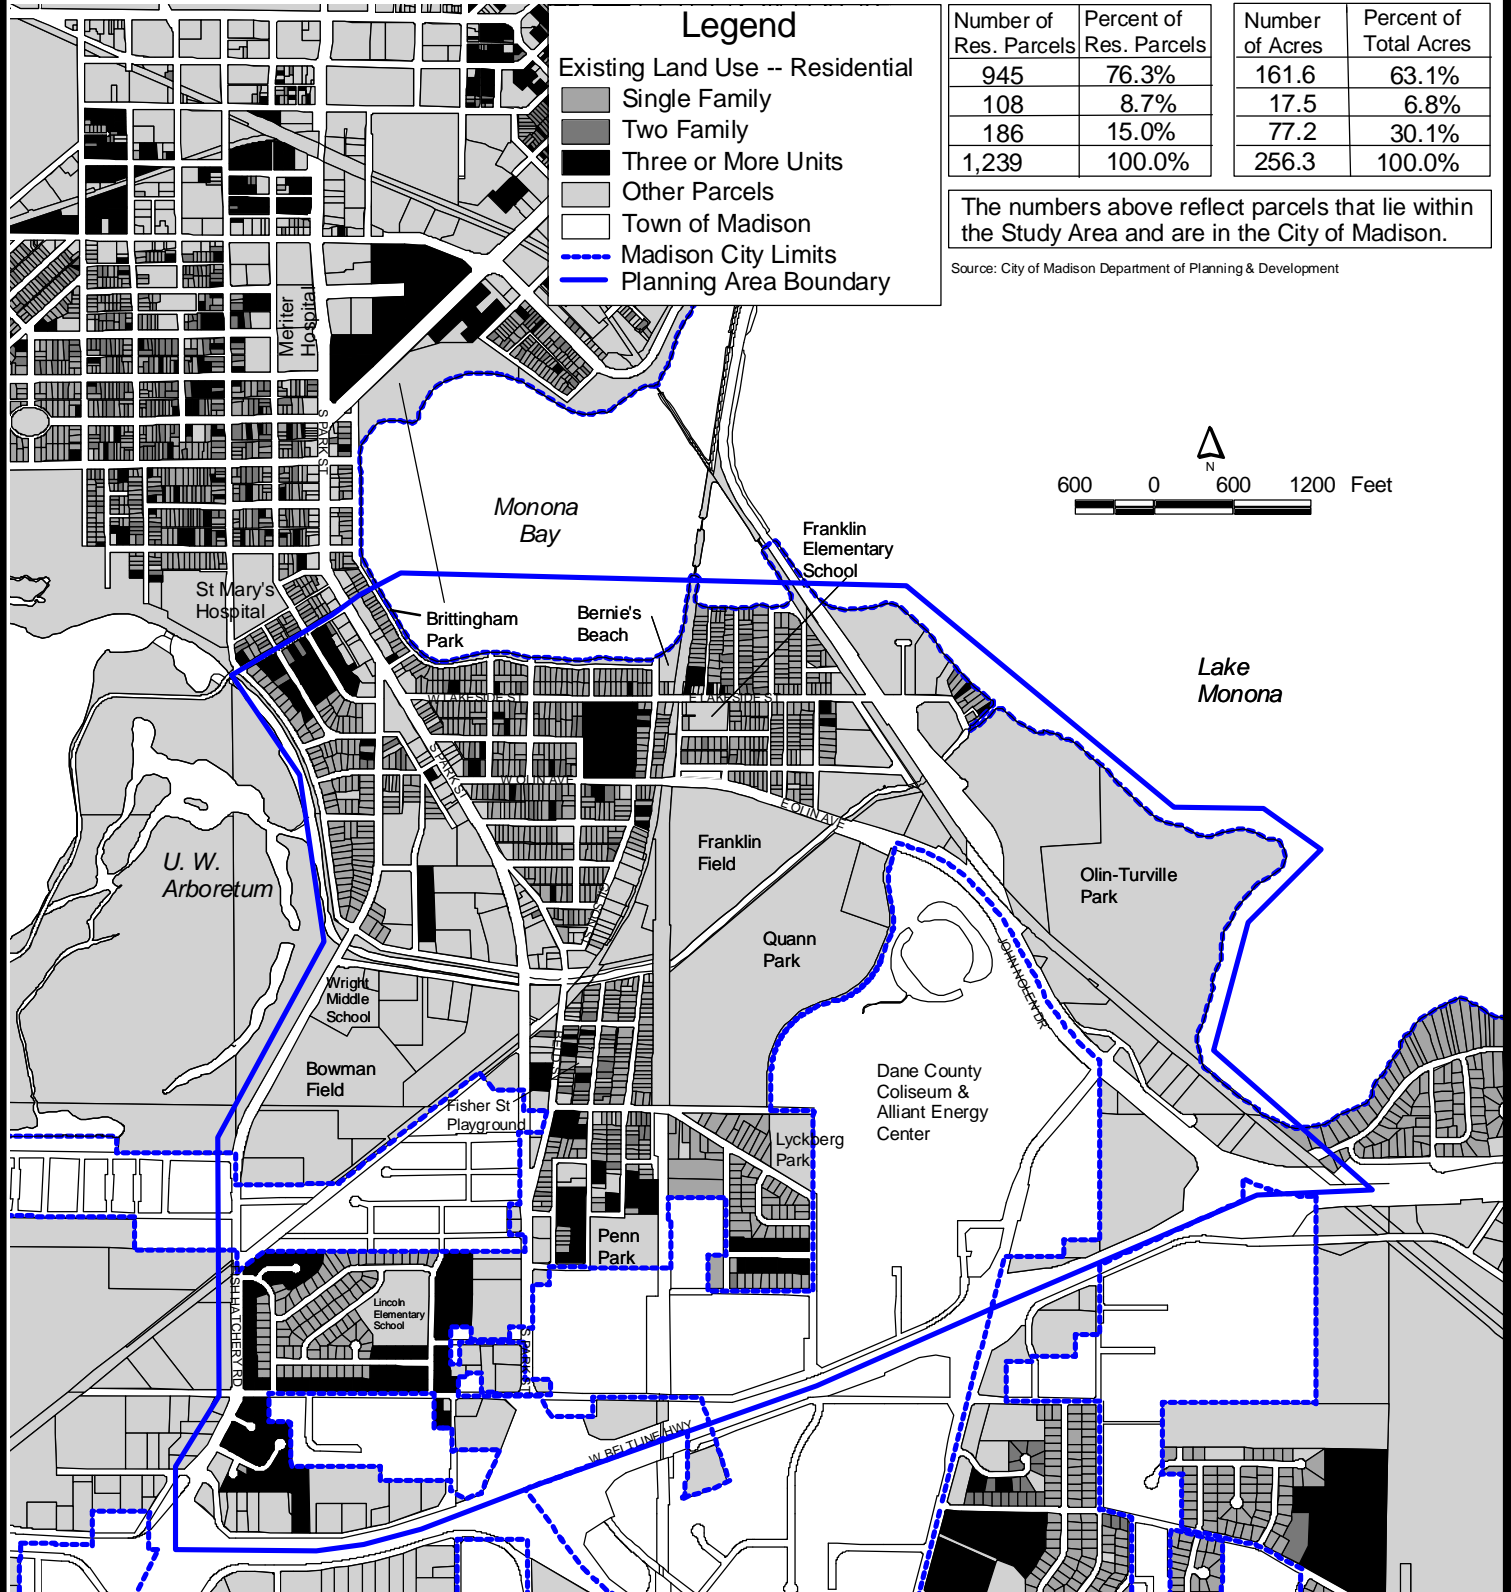 Legend
Existing Land Use -- Residential
Single Family
Two Family
Three or More Units
Other Parcels
Town of Madison
Madison City Limits
Planning Area Boundary
Number of Res. Parcels
Percent of Res. Parcels
945 76.3%
108 8.7%
186 15.0%
1,239 100.0%
Number of Acres
Percent of Total Acres
161.6 63.1%
17.5 6.8%
77.2 30.1%
256.3 100.0%
The numbers above reflect parcels that lie within
the Study Area and are in the City of Madison.
Source: City of Madison Department of Planning & Development
Meriter
Hospital
S PARK ST
N
600 0 600 1200 Feet
Monona
Bay
Franklin
Elementary
School
St Mary's
Hospital
Brittingham
Park
Bernie's
Beach
Lake
Monona
W LAKESIDE ST
E LAKESIDE ST
S PARK ST
W OLIN AVE
E OLIN AVE
U. W.
Arboretum
Franklin
Field
Olin-Turville
Park
Quann
Park
JOHN NOLEN DR
Wright
Middle
School
Bowman
Field
Dane County
Coliseum &
Alliant Energy
Center
Fisher St
Playground
Lyckberg
Park
Penn
Park
Lincoln
Elementary
School
FISH HATCHERY RD
S PARK ST
W BELTLINE HWY